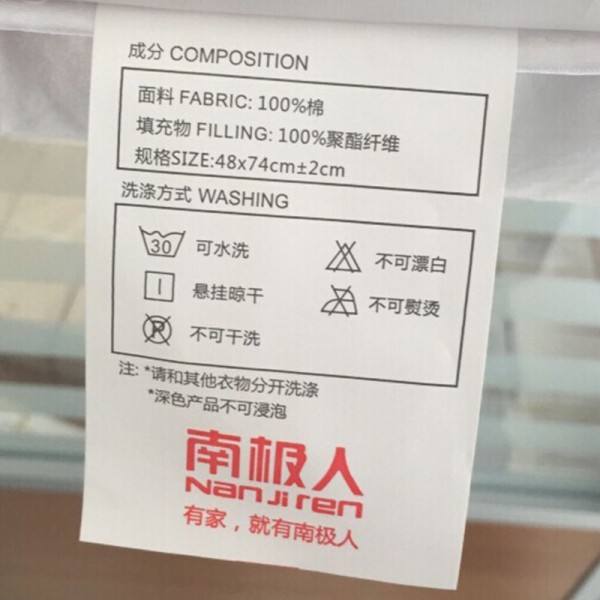 成分 COMPOSITION
面料 FABRIC: 100%棉
填充物 FILLING: 100%聚酯纤维
规格SIZE:48x74cm±2cm
洗涤方式 WASHING
30 可水洗 不可漂白
悬挂晾干 不可熨烫
P 不可干洗
注: *请和其他衣物分开洗涤
*深色产品不可浸泡
南极人
Nanjiren
有家，就有南极人